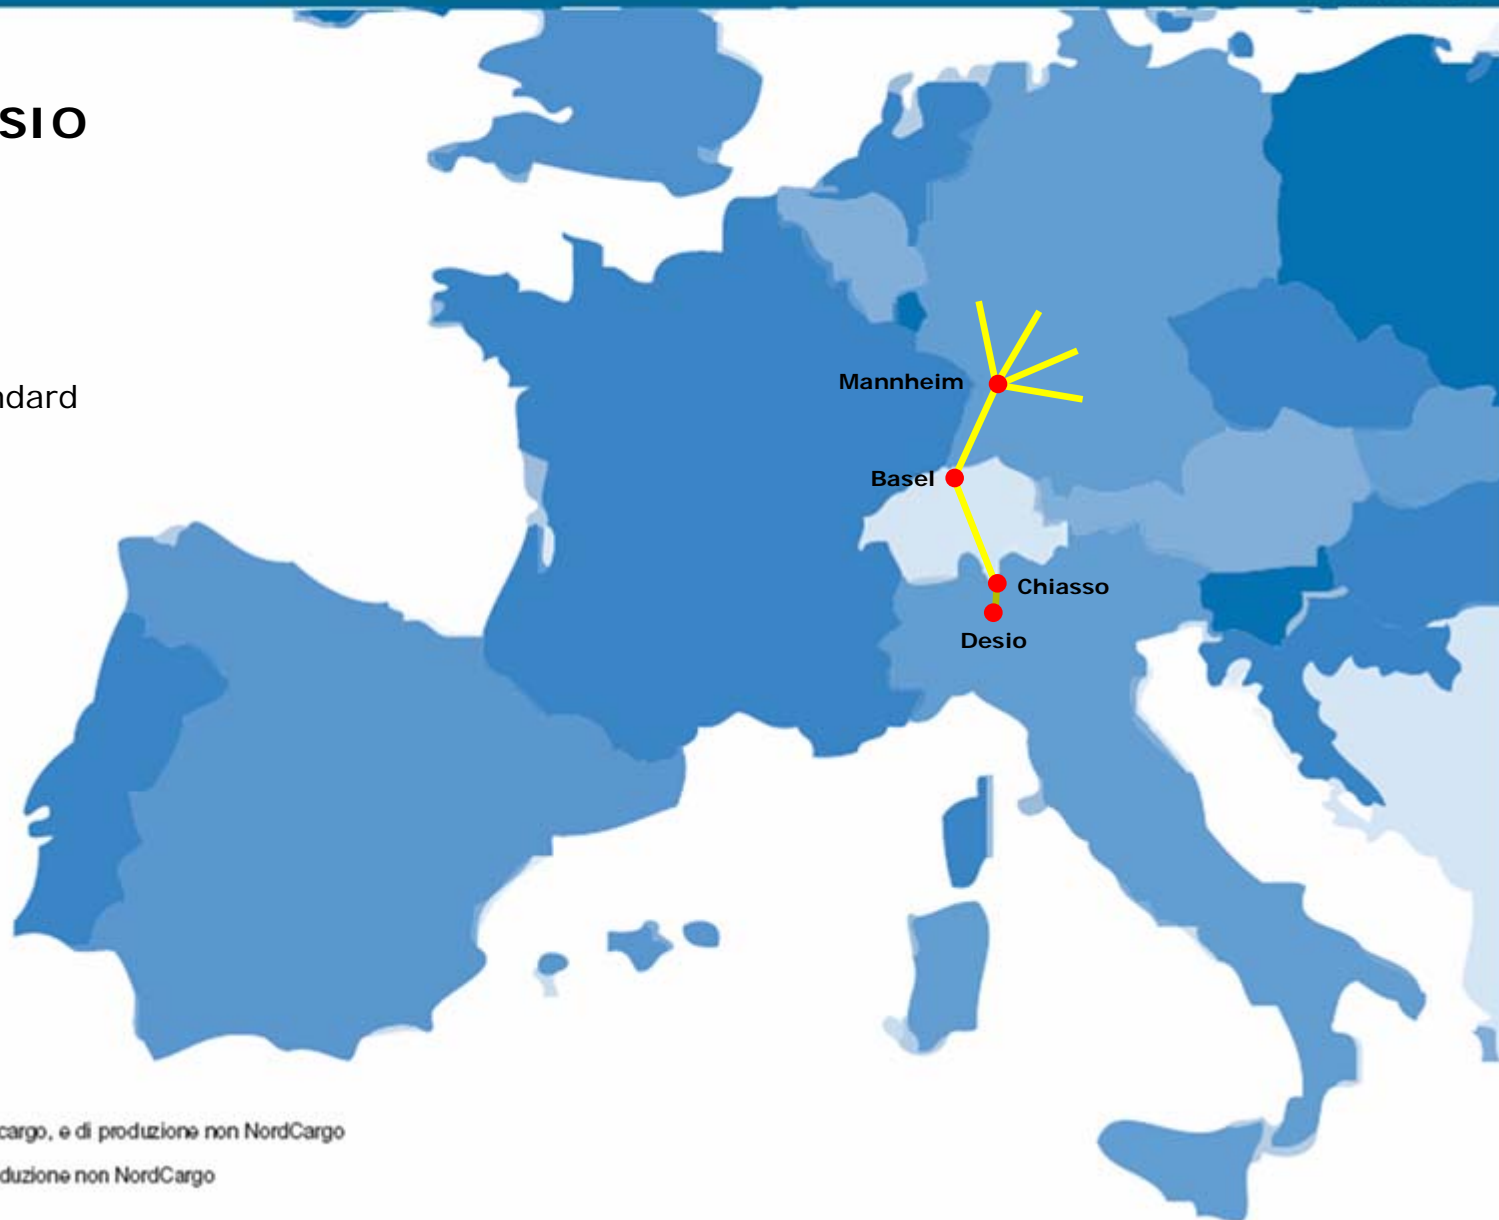 SIO
ndard
Mannheim
Basel
Chiasso
Desio
cargo, e di produzione non NordCargo
duzione non NordCargo